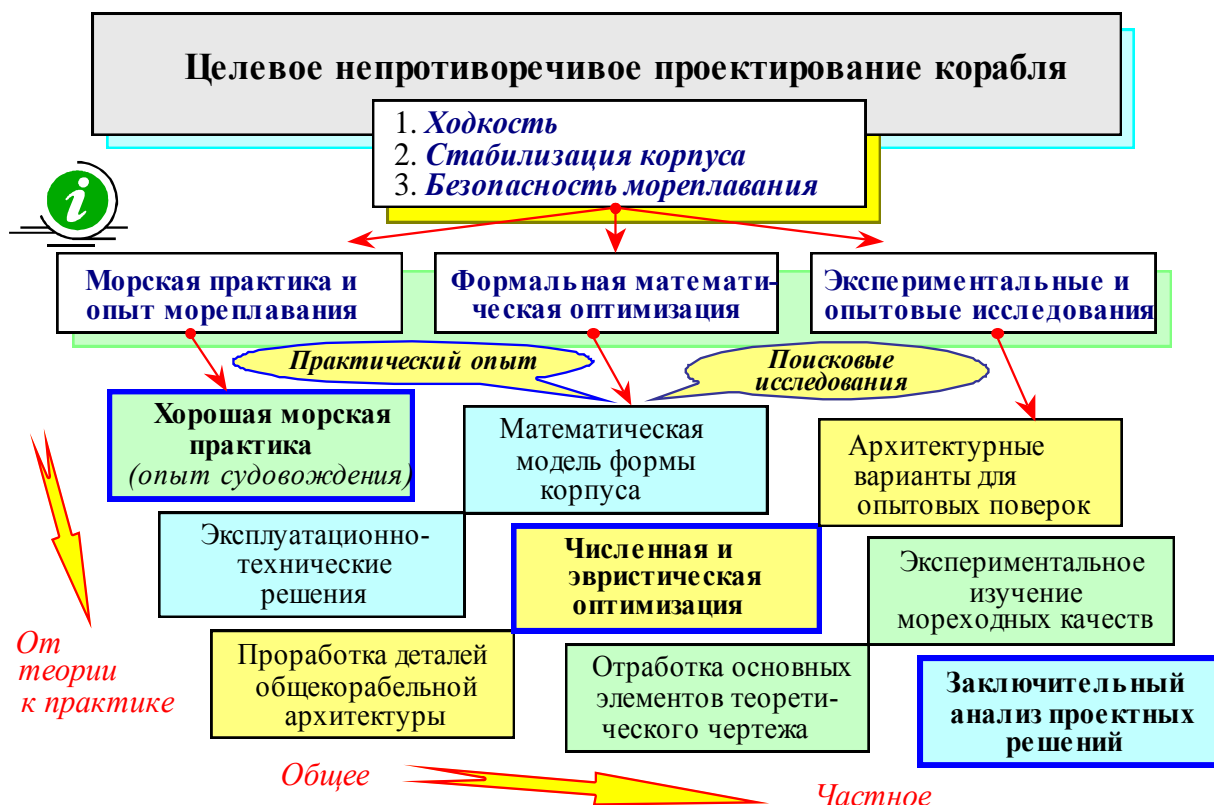 Целевое непротиворечивое проектирование корабля
1. Ходкость
2. Стабилизация корпуса
3. Безопасность мореплавания
i
Морская практика и
опыт мореплавания
Формальная математи-
ческая оптимизация
Экспериментальные и
опытовые исследования
Практический опыт
Поисковые
исследования
Хорошая морская
практика
(опыт судовождения)
Математическая
модель формы
корпуса
Архитектурные
варианты для
опытовых поверок
Эксплуатационно-
технические
решения
Численная и
эвристическая
оптимизация
Экспериментальное
изучение
мореходных качеств
Проработка деталей
общекорабельной
архитектуры
Отработка основных
элементов теорети-
ческого чертежа
Заключительный
анализ проектных
решений
От
теории
к практике
Общее
Частное